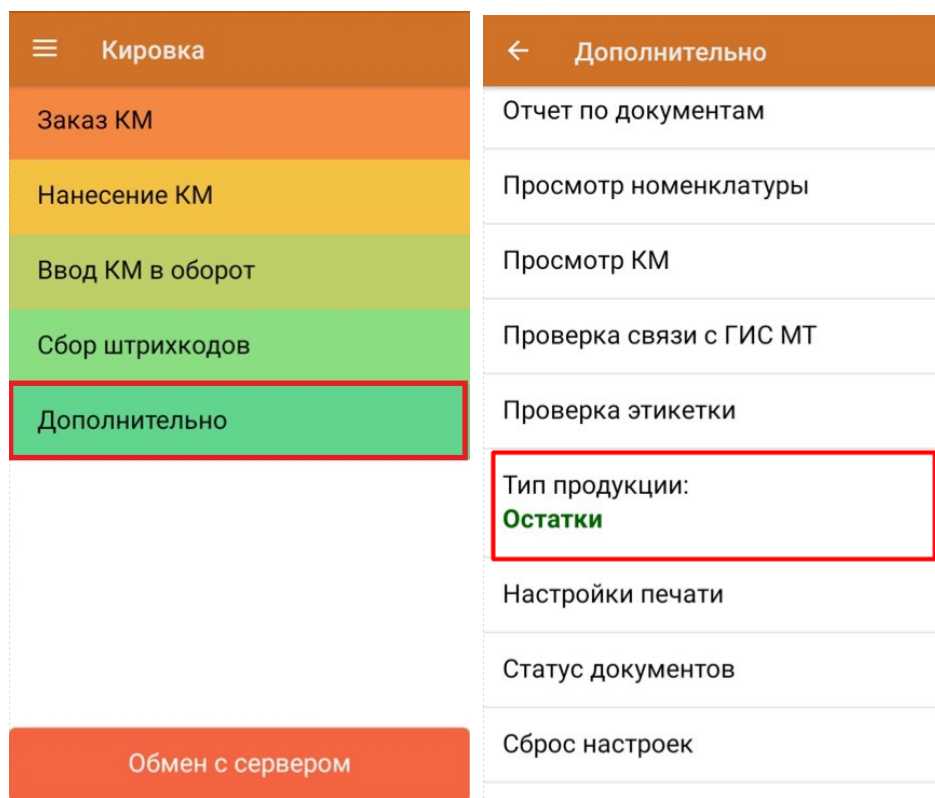 Кировка
Заказ КМ
Нанесение КМ
Ввод КМ в оборот
Сбор штрихкодов
Дополнительно
Обмен с сервером
Дополнительно
Отчет по документам
Просмотр номенклатуры
Просмотр КМ
Проверка связи с ГИС МТ
Проверка этикетки
Тип продукции:
Остатки
Настройки печати
Статус документов
Сброс настроек